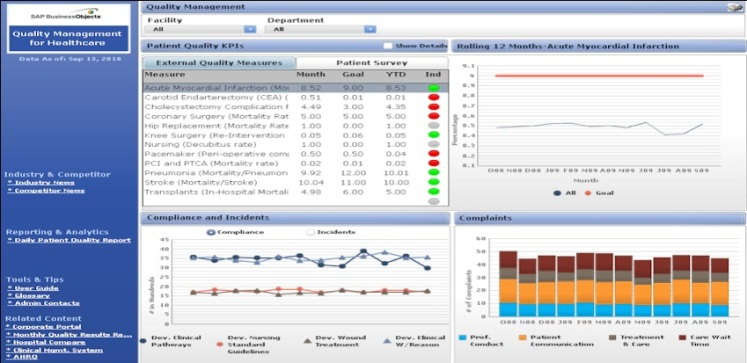 SAP BusinessObjects
Quality Management
for Healthcare
Data As of: Sep 13, 2010
Industry & Competitor
* Industry News
* Competitor News
Reporting & Analytics
* Daily Patient Quality Report
Tools & Tips
* User Guide
* Glossary
* Admin Contacts
Related Content
* Corporate Portal
* Monthly Quality Results Re...
* Hospital Compare
* Clinical Mgmt. System
* AHRQ
Quality Management
Facility Department
All All
Patient Quality KPIs Show Details
External Quality Measures Patient Survey
Measure Month Goal YTD Ind
Acute Myocardial Infarction (Mo 8.52 9.00 8.53
Carotid Endarterectomy (CEA) ( 0.51 0.01 0.01
Cholecystectomy Complication F 4.49 3.00 4.35
Coronary Surgery (Mortality Rat 5.00 5.00 5.00
Hip Replacement (Mortality Rate 1.00 1.00
Knee Surgery (Re-Intervention 0.05 0.06 0.05
Nursing (Decubitus rate) 1.00 0.00
Pacemaker (Peri-operative comp 0.50 0.50 0.04
PCI and PTCA (Mortality rate) 0.02 0.01 0.02
Pneumonia (Mortality/Pneumon 9.92 12.00 10.01
Stroke (Mortality/Stroke) 10.04 11.00 10.00
Transplants (In-Hospital Mortali 4.98 6.00 5.00
Rolling 12 Months-Acute Myocardial Infarction
Percentage
9.1
9
8.9
8.8
8.7
8.6
8.5
8.4
8.3
8.2
8.1
O08 N08 D08 J09 F09 M09 A09 M09 J09 J09 A09 S09
Month
All Goal
Compliance and Incidents
Compliance Incidents
# in Hundreds
45
40
35
30
25
20
15
10
5
0
Dev. Clinical Pathways
Dev. Nursing Standard Guidelines
Dev. Wound Treatment
Dev. Clinical W/Reason
Complaints
# of Complaints
60
50
40
30
20
10
0
O08 N08 D08 J09 F09 M09 A09 M09 J09 J09 A09 S09
Prof. Conduct
Patient Communication
Treatment & Care
Care Wait Time